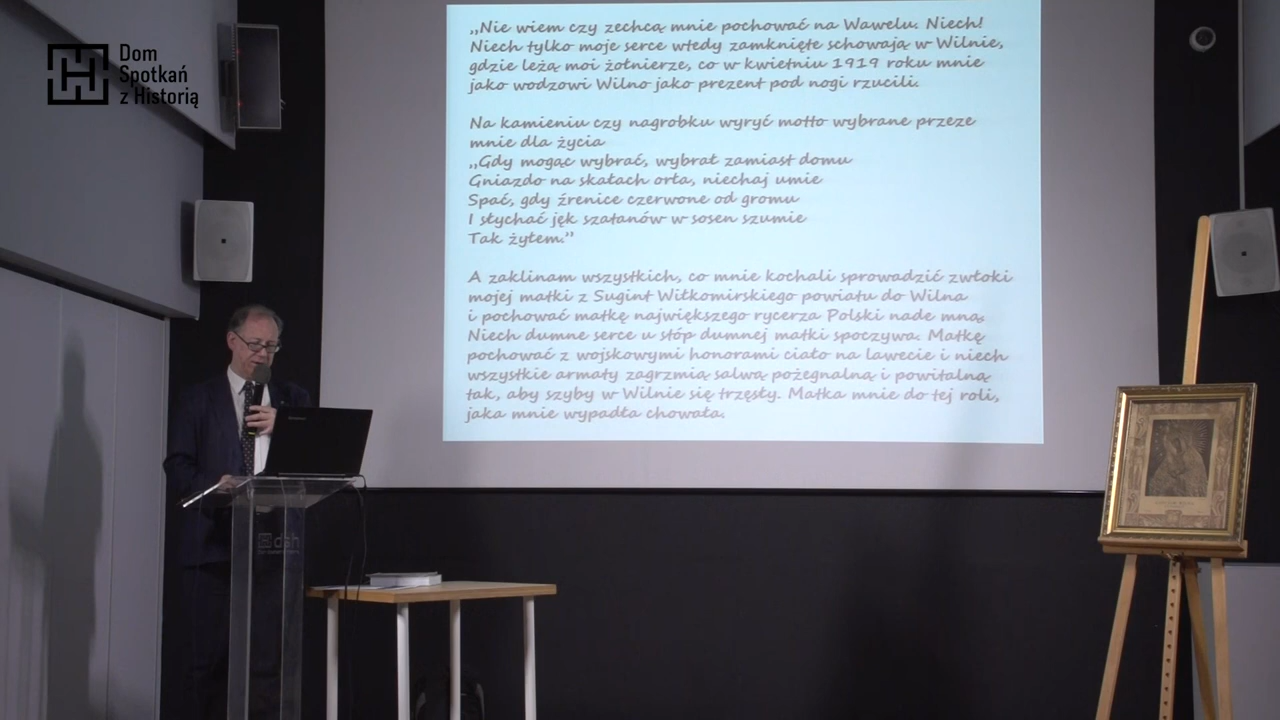 Dom
Spotkań
z Historią
„Nie wiem czy zechcą mnie pochować na Wawelu. Niech!
Niech tylko moje serce wtedy zamknięte schowają w Wilnie,
gdzie leżą moi żołnierze, co w kwietniu 1919 roku mnie
jako wodzowi Wilno jako prezent pod nogi rzucili.
Na kamieniu czy nagrobku wyryć motto wybrane przeze
mnie dla życia
„Gdy mogąc wybrać, wybrał zamiast domu
Gniazdo na skałach orła, niechaj umie
Spać, gdy źrenice czerwone od gromu
I słychać jęk szatanów w sosen szumie
Tak żyłem.”
A zaklinam wszystkich, co mnie kochali sprowadzić zwłoki
mojej matki z Sugint Wiłkomirskiego powiatu do Wilna
i pochować matkę największego rycerza Polski nade mną.
Niech dumne serce u stóp dumnej matki spoczywa. Matkę
pochować z wojskowymi honorami ciało na lawecie i niech
wszystkie armaty zagrzmią salwą pożegnalną i powitalną
tak, aby szyby w Wilnie się trzęsły. Matka mnie do tej roli,
jaka mnie wypadła chowała.
dsh